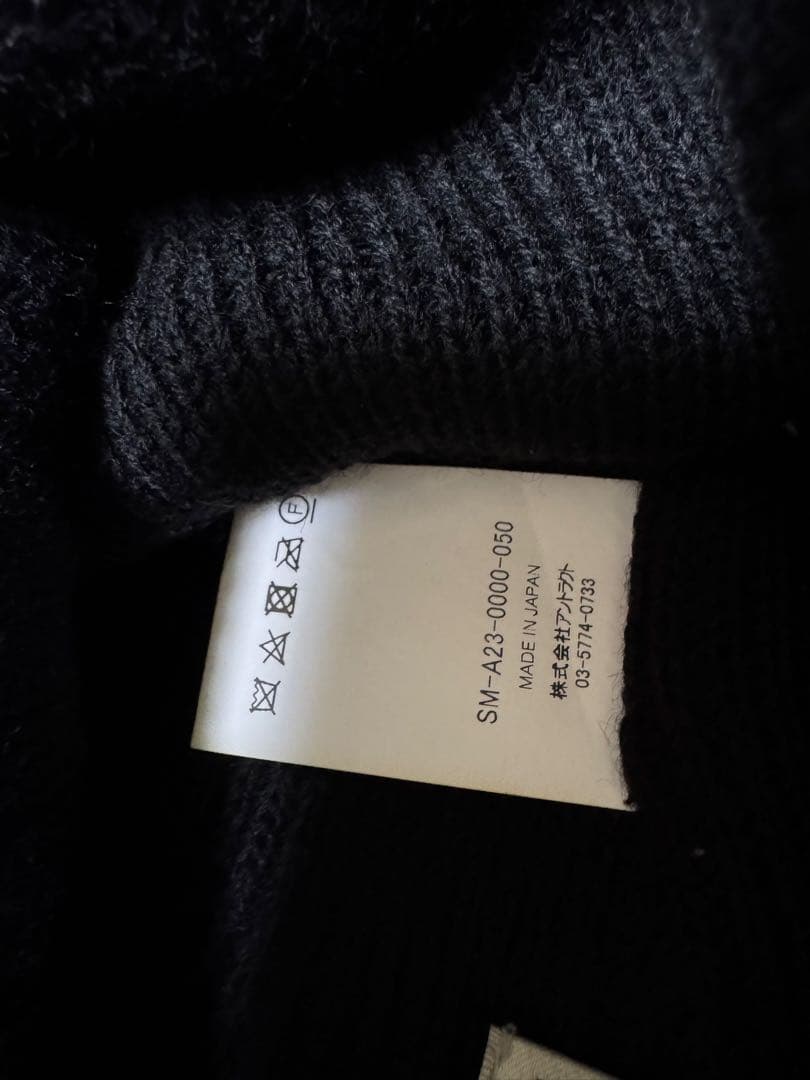 F
SM-A23-0000-050
MADE IN JAPAN
株式会社アントラクト
03-5774-0733